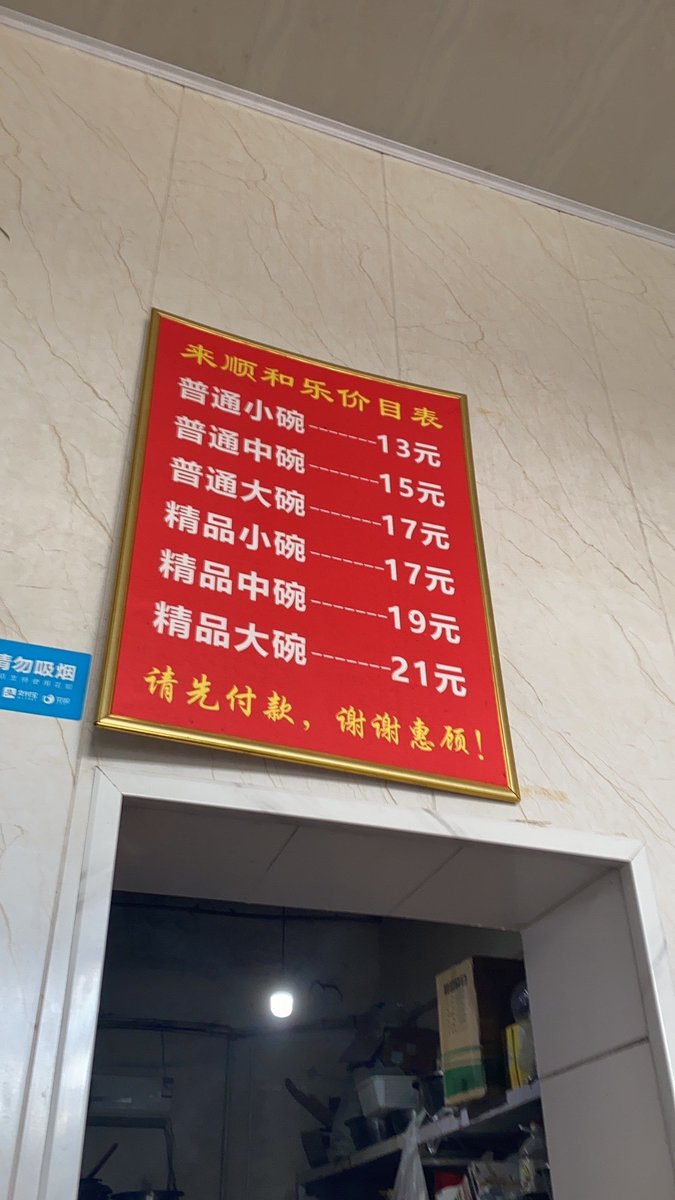 来顺和乐价目表
普通小碗-------13元
普通中碗-------15元
普通大碗-------17元
精品小碗-------17元
精品中碗-------19元
精品大碗-------21元
请先付款，谢谢惠顾！
请勿吸烟
支付宝